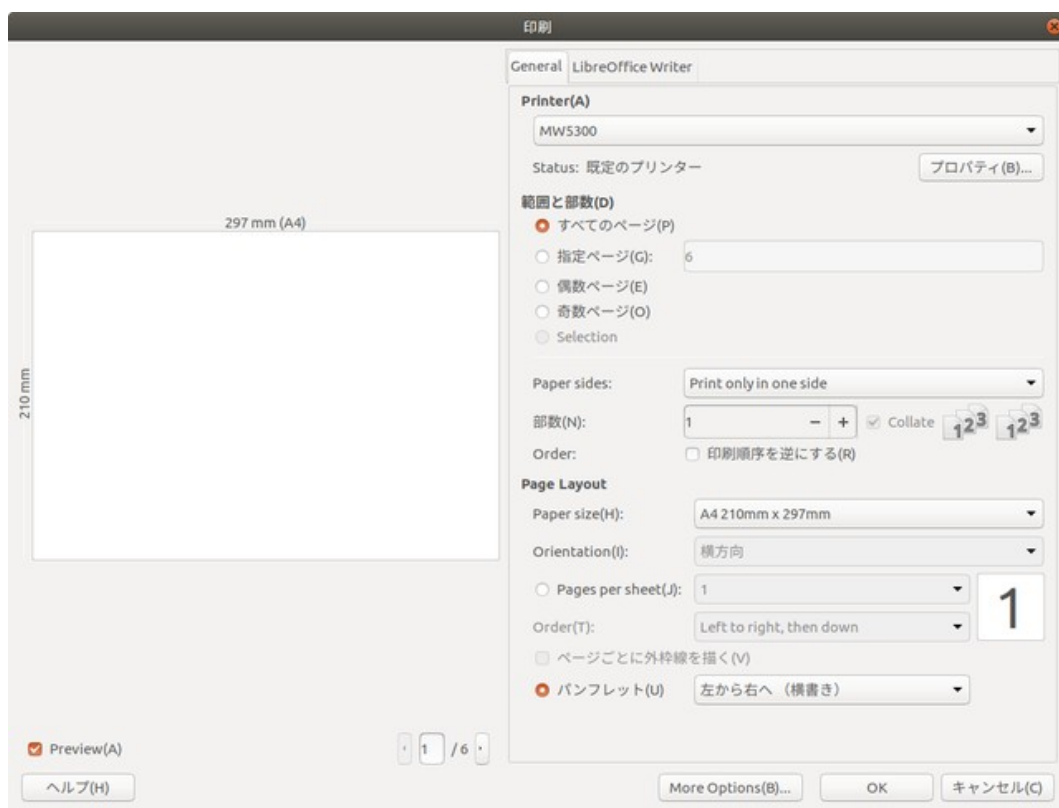 印刷
General LibreOffice Writer
Printer(A)
MW5300
Status: 既定のプリンター プロパティ(B)...
範囲と部数(D)
すべてのページ(P)
指定ページ(G): 6
偶数ページ(E)
奇数ページ(O)
Selection
Paper sides: Print only in one side
部数(N): 1 − + Collate 123 123
Order: 印刷順序を逆にする(R)
Page Layout
Paper size(H): A4 210mm x 297mm
Orientation(I): 横方向
Pages per sheet(J): 1
1
Order(T): Left to right, then down
ページごとに外枠線を描く(V)
パンフレット(U) 左から右へ（横書き）
297 mm (A4)
210 mm
Preview(A) 1 / 6
ヘルプ(H) More Options(B)... OK キャンセル(C)